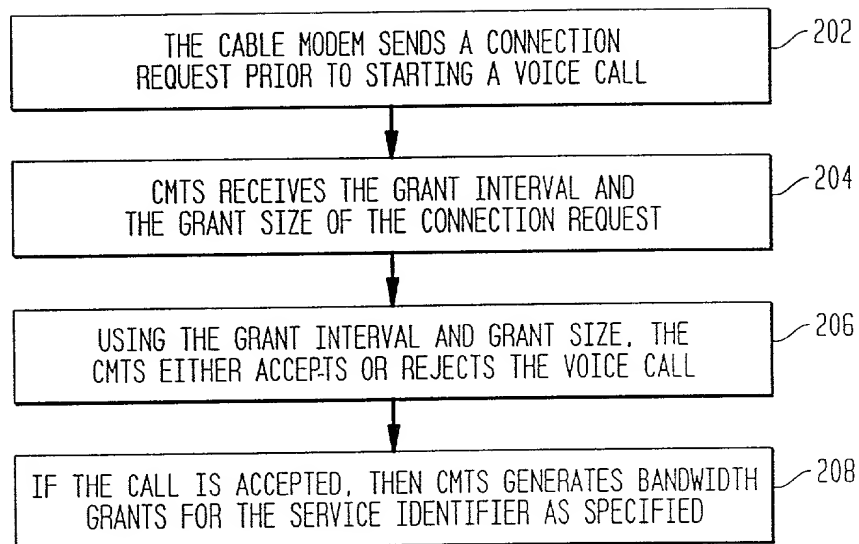 THE CABLE MODEM SENDS A CONNECTION
REQUEST PRIOR TO STARTING A VOICE CALL
202
CMTS RECEIVES THE GRANT INTERVAL AND
THE GRANT SIZE OF THE CONNECTION REQUEST
204
USING THE GRANT INTERVAL AND GRANT SIZE, THE
CMTS EITHER ACCEPTS OR REJECTS THE VOICE CALL
206
IF THE CALL IS ACCEPTED, THEN CMTS GENERATES BANDWIDTH
GRANTS FOR THE SERVICE IDENTIFIER AS SPECIFIED
208